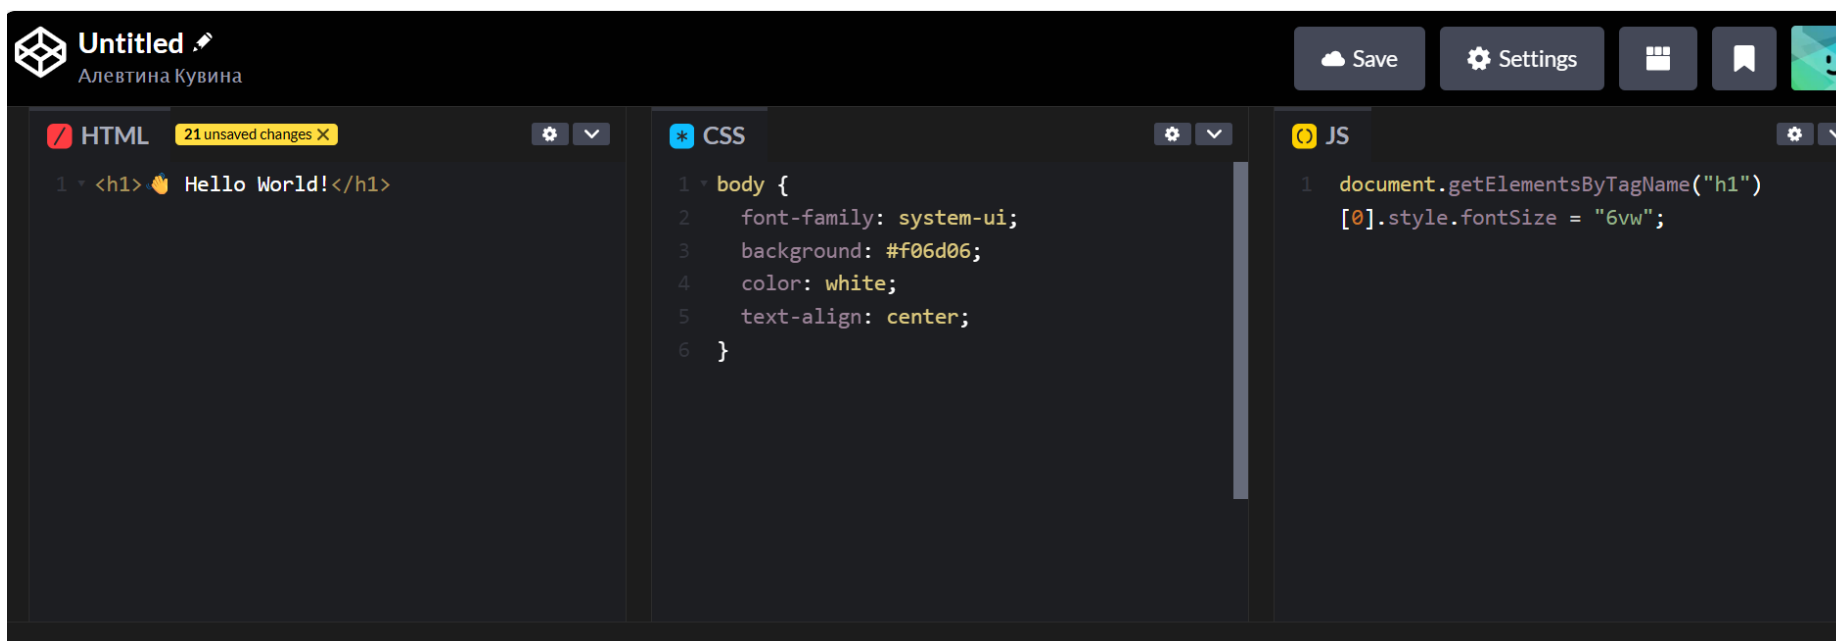 Untitled
Алевтина Кувина
Save
Settings
HTML
21 unsaved changes
1 <h1>👋 Hello World!</h1>
CSS
1 body {
2 font-family: system-ui;
3 background: #f06d06;
4 color: white;
5 text-align: center;
6 }
JS
1 document.getElementsByTagName("h1")
[0].style.fontSize = "6vw";